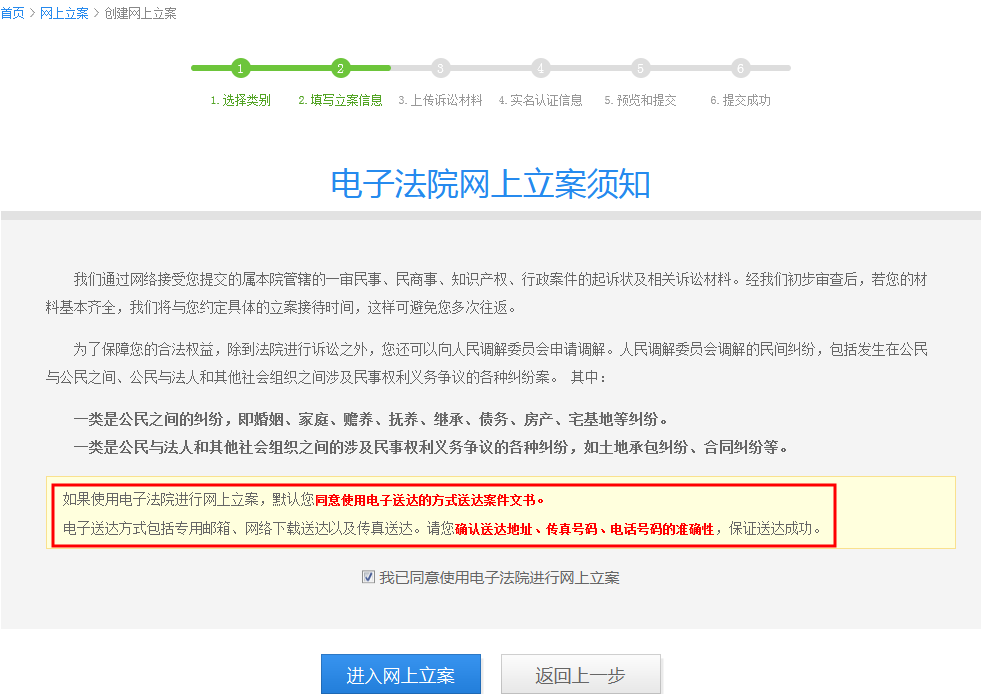 首页 > 网上立案 > 创建网上立案
1 2 3 4 5 6
1. 选择类别 2. 填写立案信息 3. 上传诉讼材料 4. 实名认证信息 5. 预览和提交 6. 提交成功
电子法院网上立案须知
我们通过网络接受您提交的属本院管辖的一审民事、民商事、知识产权、行政案件的起诉状及相关诉讼材料。经我们初步审查后，若您的材
料基本齐全，我们将与您约定具体的立案接待时间，这样可避免您多次往返。
为了保障您的合法权益，除到法院进行诉讼之外，您还可以向人民调解委员会申请调解。人民调解委员会调解的民间纠纷，包括发生在公民
与公民之间、公民与法人和其他社会组织之间涉及民事权利义务争议的各种纠纷案。 其中：
一类是公民之间的纠纷，即婚姻、家庭、赡养、抚养、继承、债务、房产、宅基地等纠纷。
一类是公民与法人和其他社会组织之间的涉及民事权利义务争议的各种纠纷，如土地承包纠纷、合同纠纷等。
如果使用电子法院进行网上立案，默认您同意使用电子送达的方式送达案件文书。
电子送达方式包括专用邮箱、网络下载送达以及传真送达。请您确认送达地址、传真号码、电话号码的准确性，保证送达成功。
我已同意使用电子法院进行网上立案
进入网上立案 返回上一步